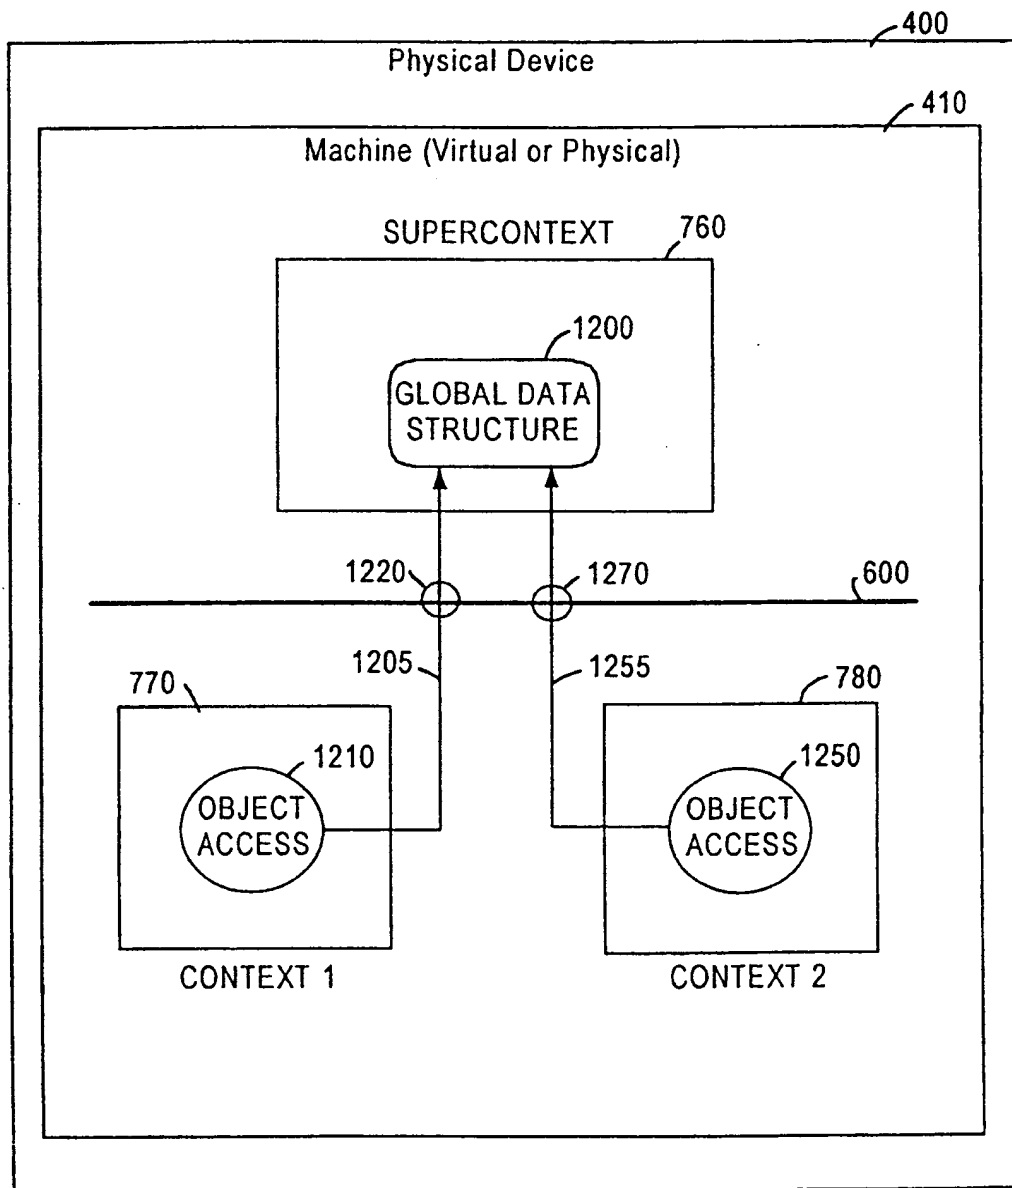 400
Physical Device
410
Machine (Virtual or Physical)
SUPERCONTEXT
760
1200
GLOBAL DATA
STRUCTURE
1220
1270
600
1205
1255
770
780
1210
1250
OBJECT
ACCESS
OBJECT
ACCESS
CONTEXT 1
CONTEXT 2